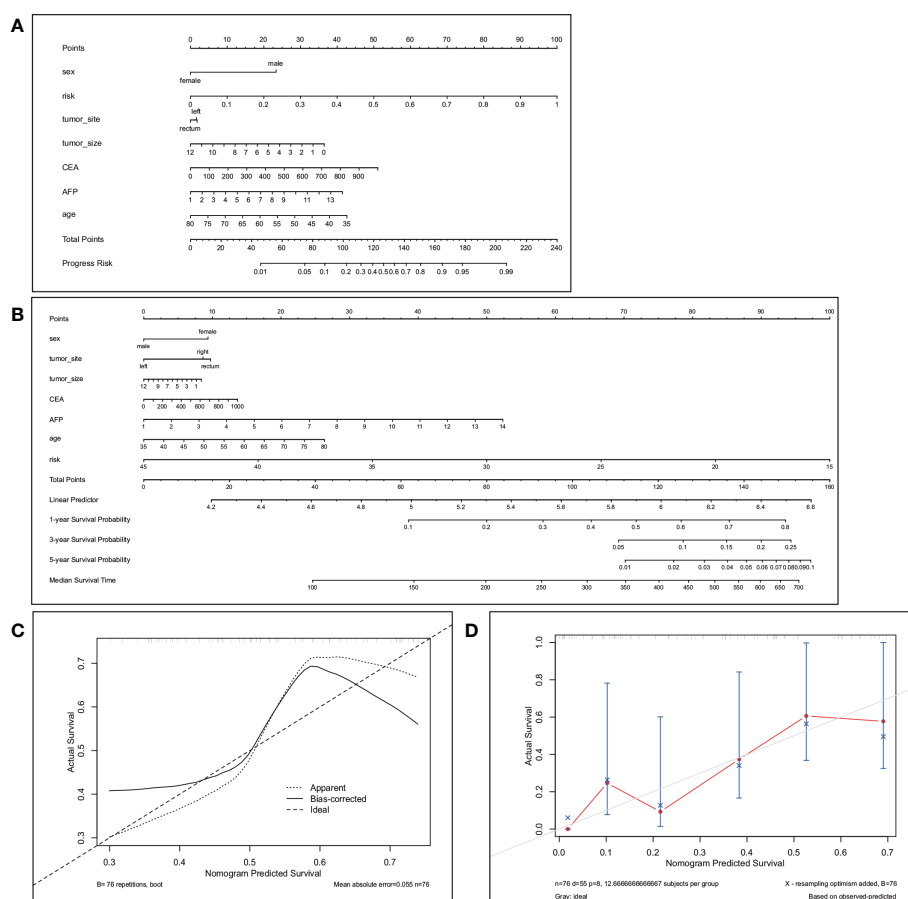 A
Points
0 20 40 60 80 100
sex
male
female
risk
0 0.1 0.2 0.3 0.4 0.5 0.6 0.7 0.8 0.9 1
tumor_site
left
rectum
tumor_size
12 10 8 7 6 5 4 3 2 1 0
CEA
0 100 200 300 400 500 600 700 800 900
AFP
1 2 3 4 5 6 7 8 9 11 13
age
80 75 70 65 60 55 50 45 40 35
Total Points
0 20 40 60 80 100 120 140 160 180 200 220 240
Progress Risk
0.01 0.05 0.1 0.2 0.3 0.4 0.5 0.6 0.7 0.8 0.9 0.95 0.99
B
Points
0 10 20 30 40 50 60 70 80 90 100
sex
female
male
tumor_site
right
left rectum
tumor_size
12 9 7 5 3 1
CEA
0 200 400 600 800 1000
AFP
1 2 3 4 5 6 7 8 9 10 11 12 13 14
age
35 40 45 50 55 60 65 70 75 80
risk
45 40 35 30 25 20 15
Total Points
0 20 40 60 80 100 120 140 160
Linear Predictor
4.2 4.4 4.6 4.8 5 5.2 5.4 5.6 5.8 6 6.2 6.4 6.6
1-year Survival Probability
0.1 0.2 0.3 0.4 0.5 0.6 0.7 0.8
3-year Survival Probability
0.05 0.1 0.15 0.2 0.25
5-year Survival Probability
0.01 0.02 0.03 0.04 0.05 0.06 0.07 0.08 0.09 0.1
Median Survival Time
100 150 200 250 300 350 400 450 500 550 600 650 700
C
Actual Survival
0.7
0.6
0.5
0.4
0.3
Apparent
Bias-corrected
Ideal
0.3 0.4 0.5 0.6 0.7
Nomogram Predicted Survival
B= 76 repetitions, boot
Mean absolute error=0.055 n=76
D
Actual Survival
1.0
0.8
0.6
0.4
0.2
0.0
0.0 0.1 0.2 0.3 0.4 0.5 0.6 0.7
Nomogram Predicted Survival
n=76 d=55 p=8, 12.6666666666667 subjects per group
X - resampling optimism added, B=76
Gray: ideal
Based on observed-predicted